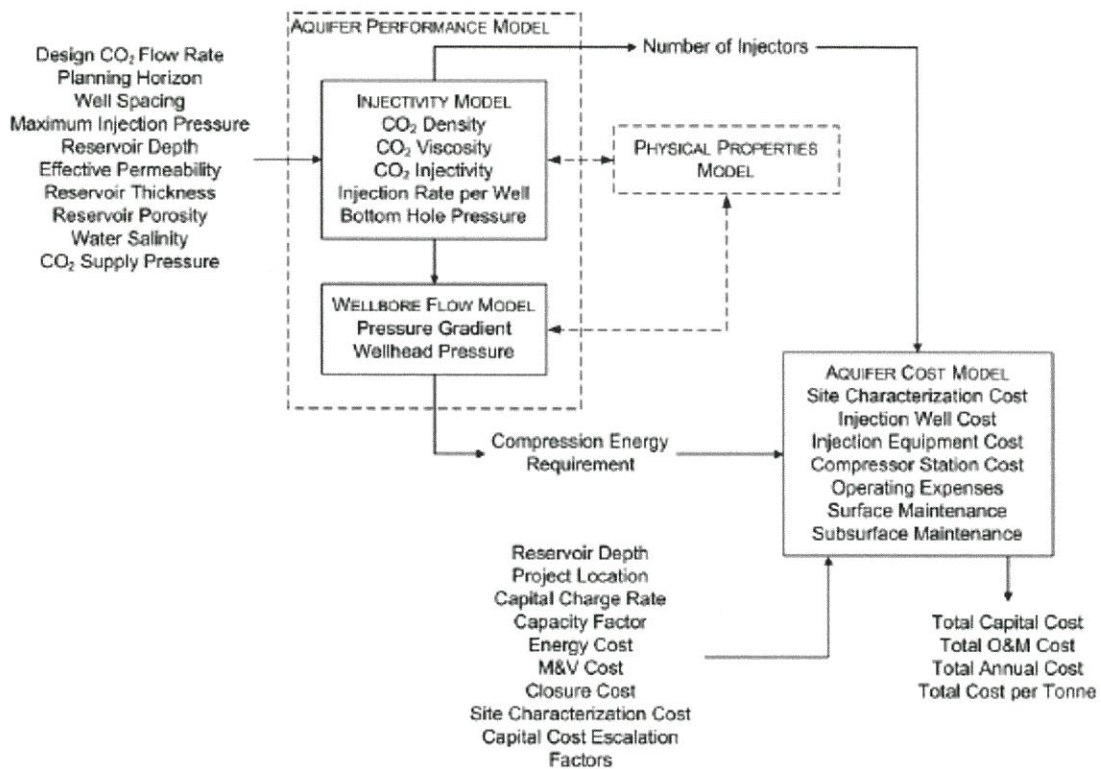 AQUIFER PERFORMANCE MODEL
Design CO₂ Flow Rate
Planning Horizon
Well Spacing
Maximum Injection Pressure
Reservoir Depth
Effective Permeability
Reservoir Thickness
Reservoir Porosity
Water Salinity
CO₂ Supply Pressure
INJECTIVITY MODEL
CO₂ Density
CO₂ Viscosity
CO₂ Injectivity
Injection Rate per Well
Bottom Hole Pressure
Number of Injectors
PHYSICAL PROPERTIES
MODEL
WELLBORE FLOW MODEL
Pressure Gradient
Wellhead Pressure
Compression Energy
Requirement
AQUIFER COST MODEL
Site Characterization Cost
Injection Well Cost
Injection Equipment Cost
Compressor Station Cost
Operating Expenses
Surface Maintenance
Subsurface Maintenance
Reservoir Depth
Project Location
Capital Charge Rate
Capacity Factor
Energy Cost
M&V Cost
Closure Cost
Site Characterization Cost
Capital Cost Escalation
Factors
Total Capital Cost
Total O&M Cost
Total Annual Cost
Total Cost per Tonne